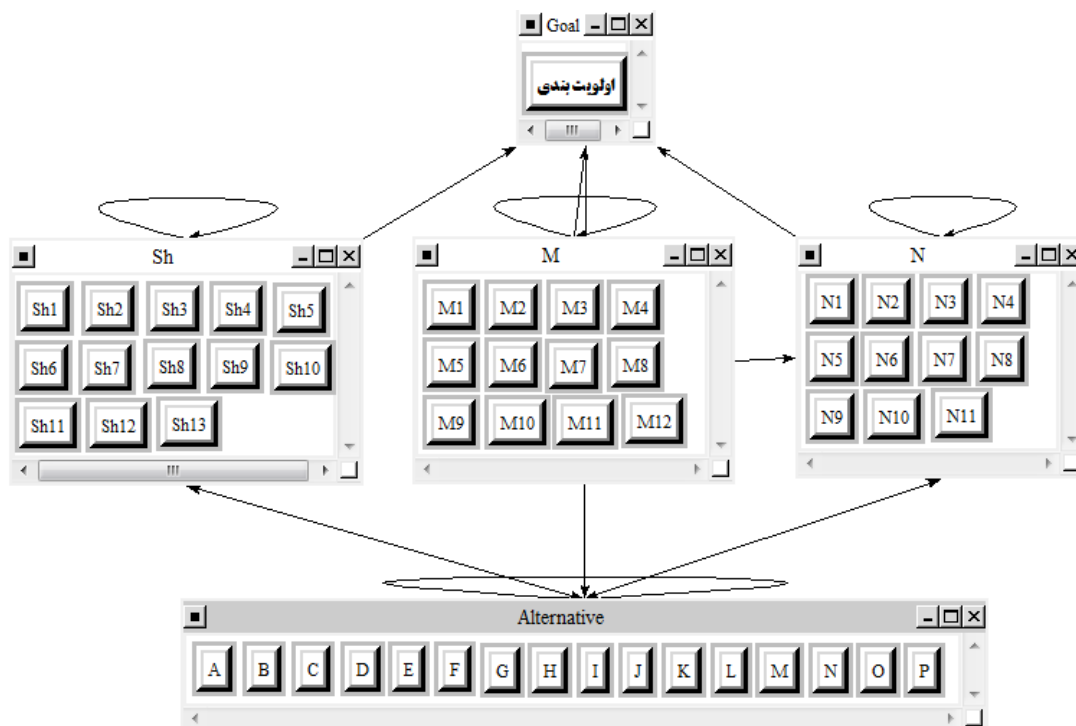 Goal
اولویت بندی
Sh
M
N
Sh1 Sh2 Sh3 Sh4 Sh5
Sh6 Sh7 Sh8 Sh9 Sh10
Sh11 Sh12 Sh13
M1 M2 M3 M4
M5 M6 M7 M8
M9 M10 M11 M12
N1 N2 N3 N4
N5 N6 N7 N8
N9 N10 N11
Alternative
A B C D E F G H I J K L M N O P